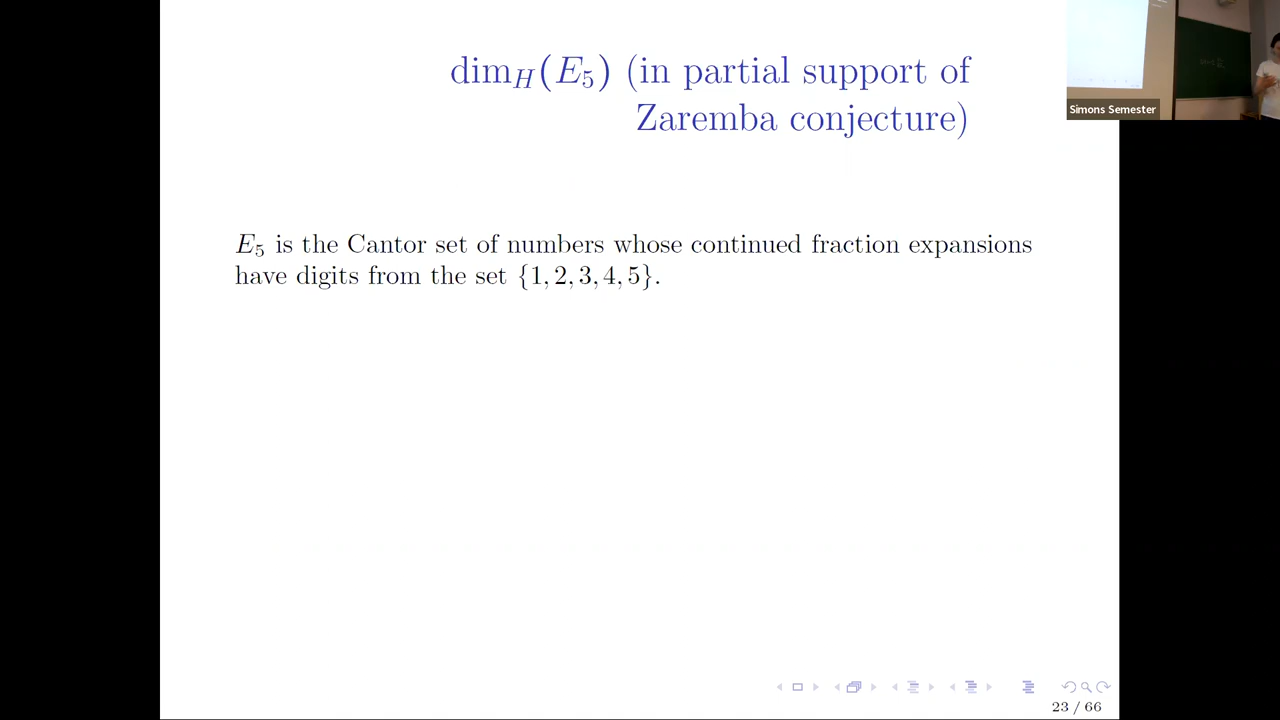 dim_H(E_5) (in partial support of
Zaremba conjecture)
Simons Semester
E_5 is the Cantor set of numbers whose continued fraction expansions
have digits from the set {1, 2, 3, 4, 5}.
23 / 66